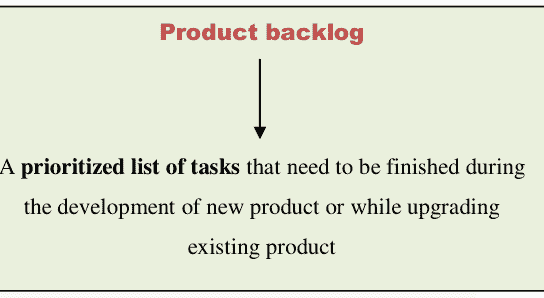 Product backlog
A prioritized list of tasks that need to be finished during
the development of new product or while upgrading
existing product